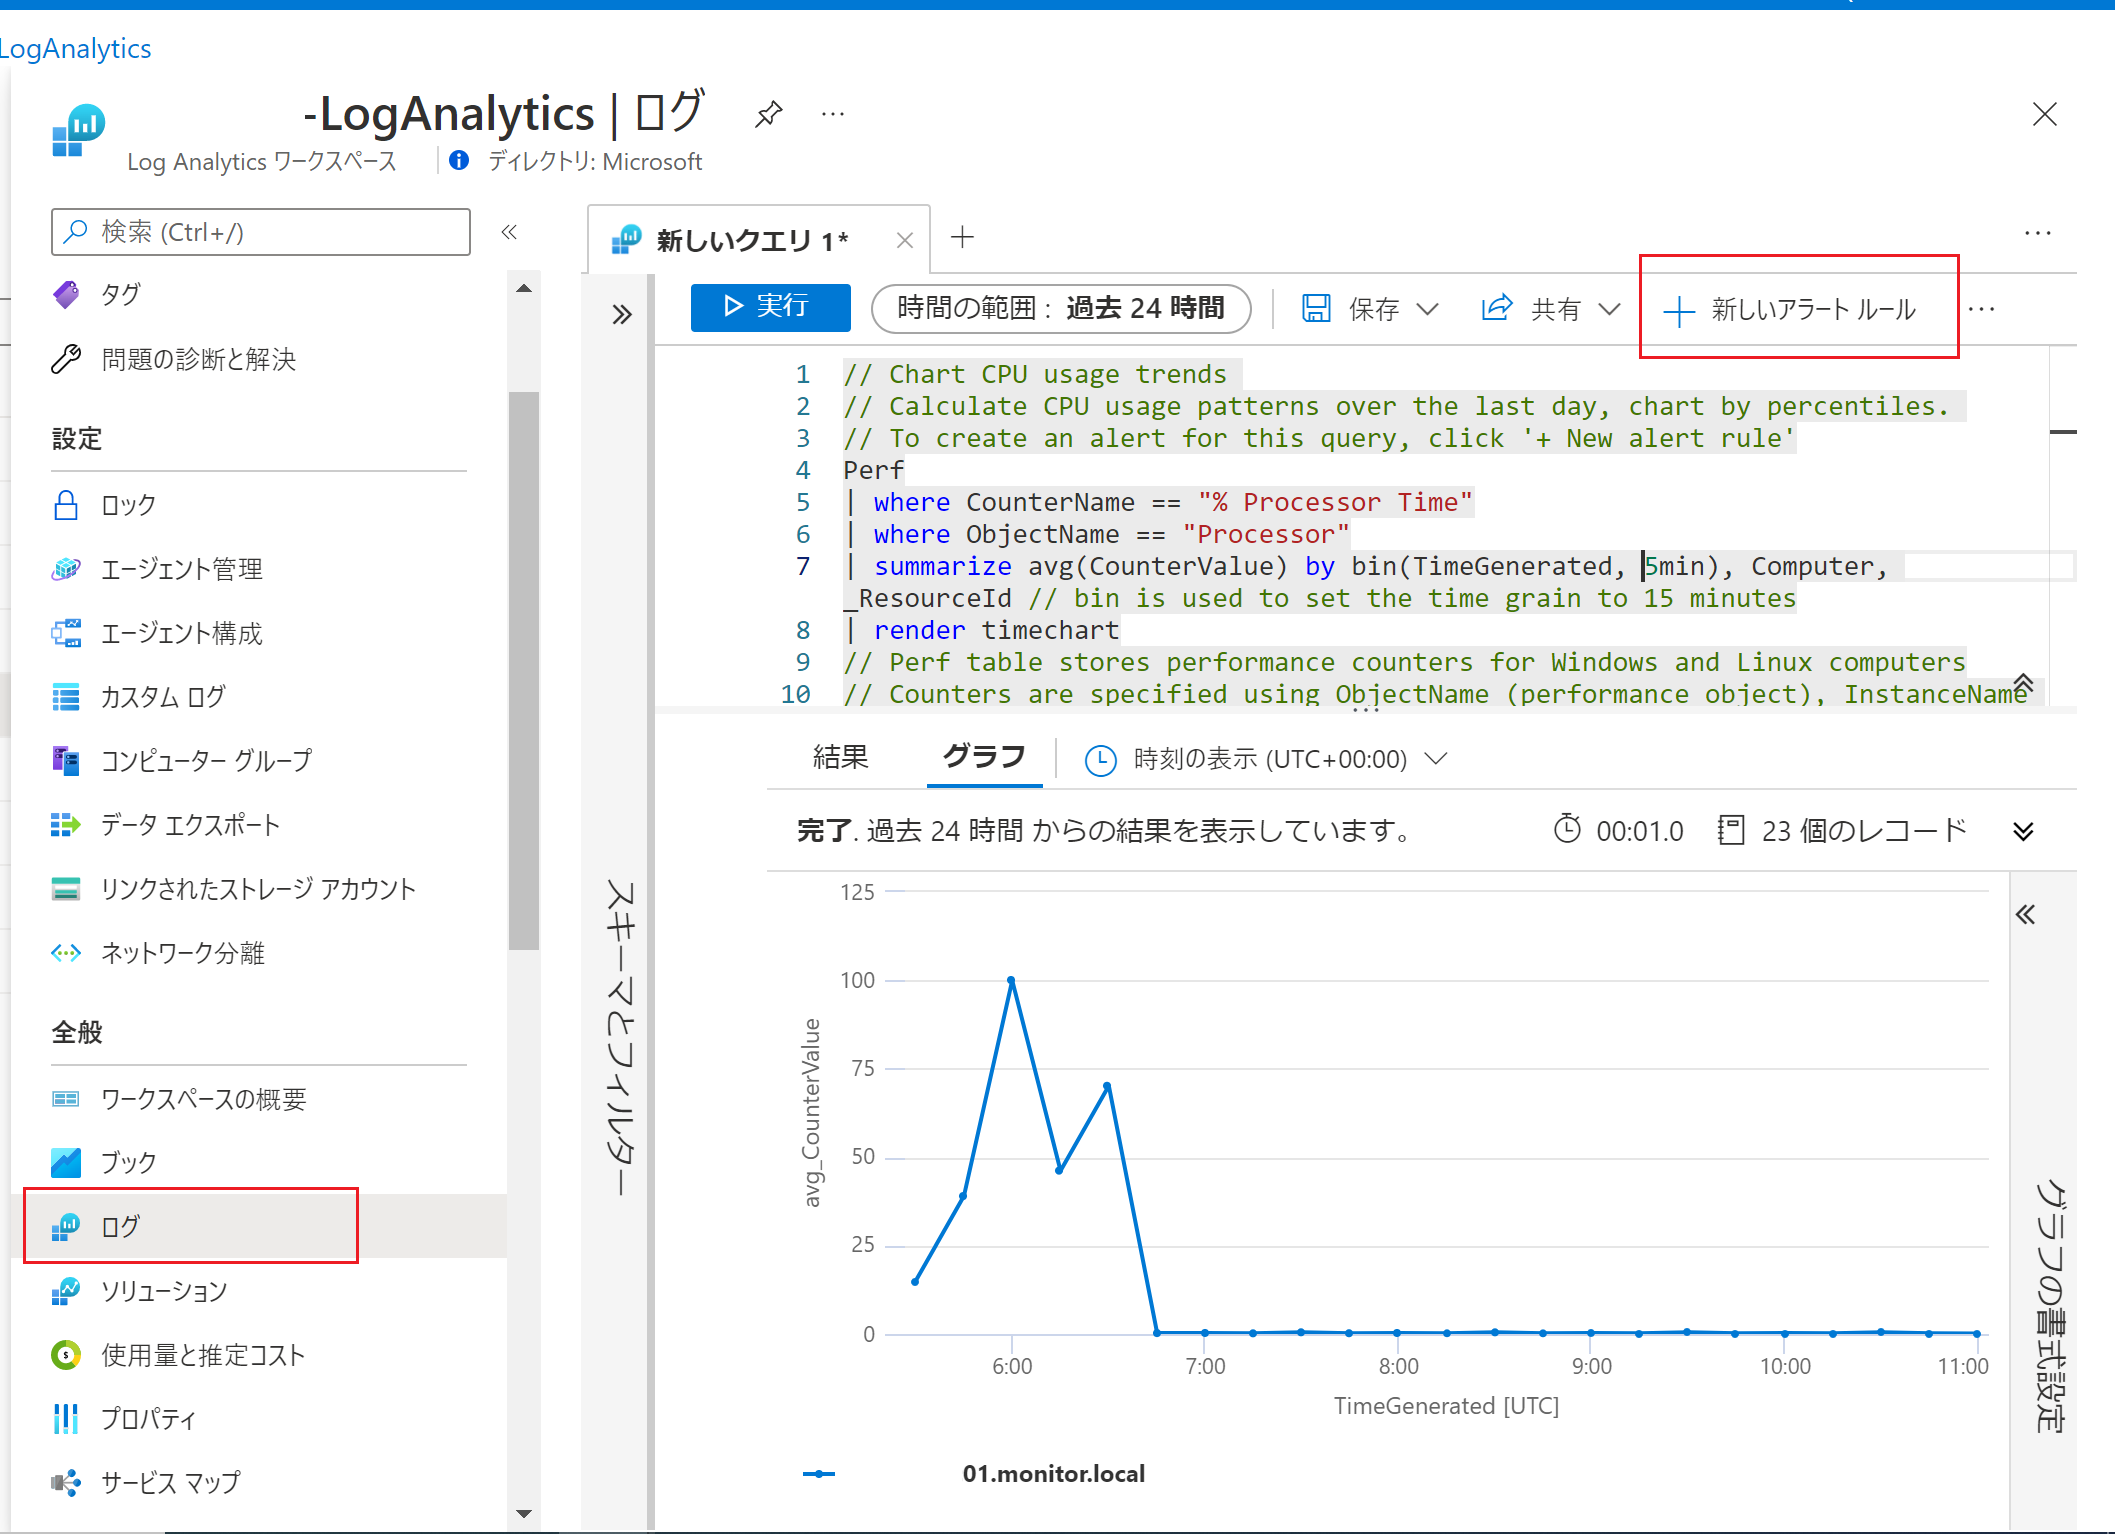 LogAnalytics
-LogAnalytics | ログ
Log Analytics ワークスペース
ディレクトリ: Microsoft
検索 (Ctrl+/)
タグ
問題の診断と解決
設定
ロック
エージェント管理
エージェント構成
カスタム ログ
コンピューター グループ
データ エクスポート
リンクされたストレージ アカウント
ネットワーク分離
全般
ワークスペースの概要
ブック
ログ
ソリューション
使用量と推定コスト
プロパティ
サービス マップ
新しいクエリ 1*
実行
時間の範囲 : 過去 24 時間
保存
共有
新しいアラート ルール
スキーマとフィルター
1 // Chart CPU usage trends
2 // Calculate CPU usage patterns over the last day, chart by percentiles.
3 // To create an alert for this query, click '+ New alert rule'
4 Perf
5 | where CounterName == "% Processor Time"
6 | where ObjectName == "Processor"
7 | summarize avg(CounterValue) by bin(TimeGenerated, 5min), Computer,
_ResourceId // bin is used to set the time grain to 15 minutes
8 | render timechart
9 // Perf table stores performance counters for Windows and Linux computers
10 // Counters are specified using ObjectName (performance object), InstanceName
結果
グラフ
時刻の表示 (UTC+00:00)
完了. 過去 24 時間 からの結果を表示しています。
00:01.0
23 個のレコード
125
100
75
50
25
0
avg_CounterValue
6:00
7:00
8:00
9:00
10:00
11:00
TimeGenerated [UTC]
01.monitor.local
グラフの書式設定